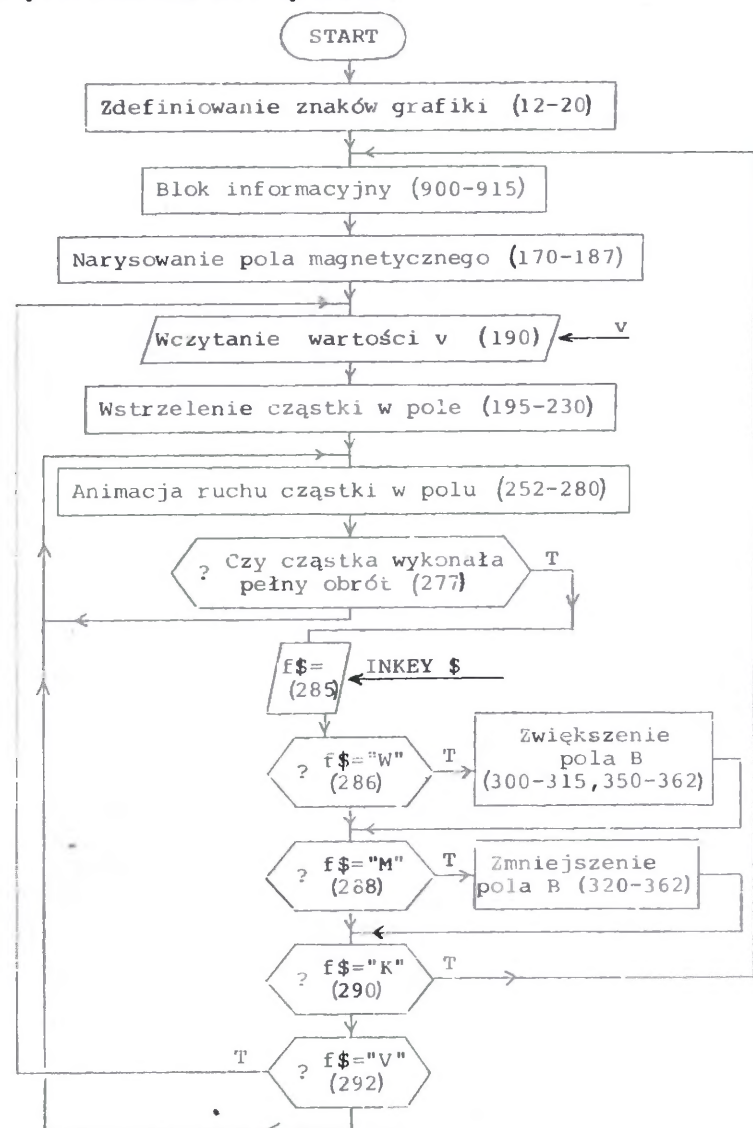 START
Zdefiniowanie znaków grafiki (12-20)
Blok informacyjny (900-915)
Narysowanie pola magnetycznego (170-187)
Wczytanie wartości v (190)
v
Wstrzelenie cząstki w pole (195-230)
Animacja ruchu cząstki w polu (252-280)
? Czy cząstka wykonała
pełny obrót (277)
T
f$=
(285)
INKEY $
? f$="W"
(286)
T
Zwiększenie
pola B
(300-315,350-362)
? f$="M"
(288)
T
Zmniejszenie
pola B (320-362)
? f$="K"
(290)
T
T
? f$="V"
(292)